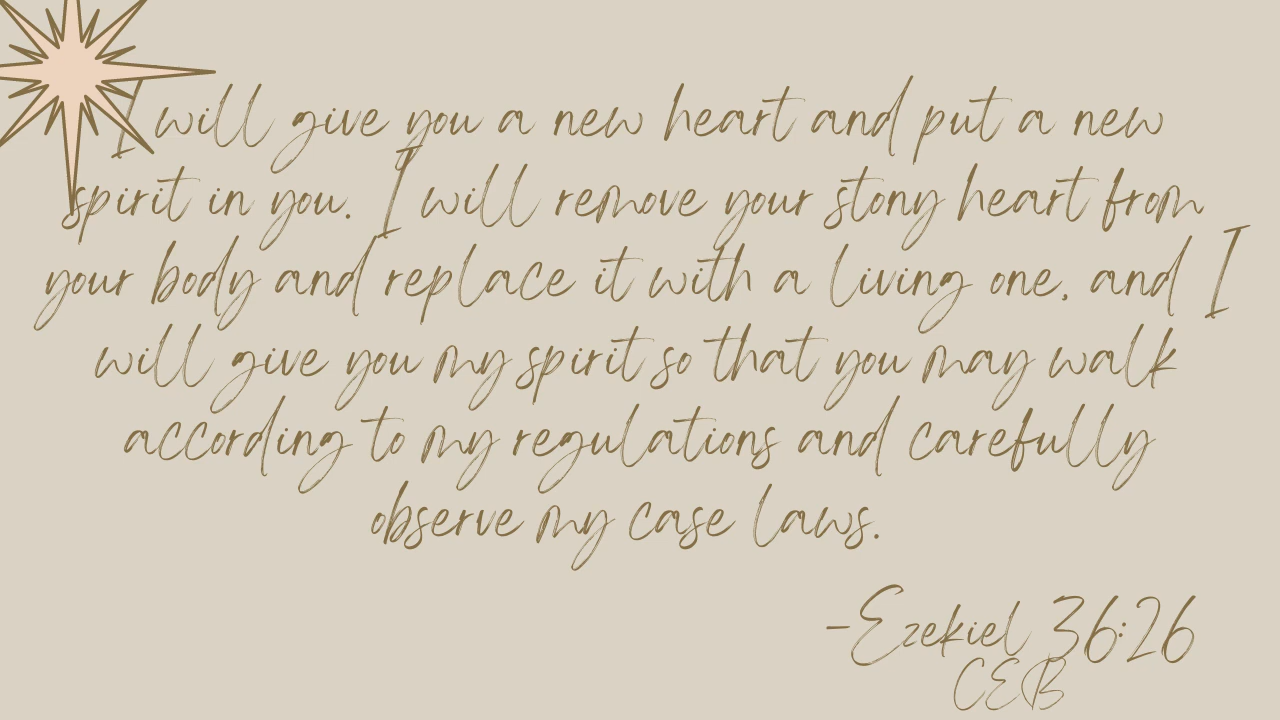 I will give you a new heart and put a new
spirit in you. I will remove your stony heart from
your body and replace it with a living one, and I
will give you my spirit so that you may walk
according to my regulations and carefully
observe my case laws.
-Ezekiel 36:26
CEB